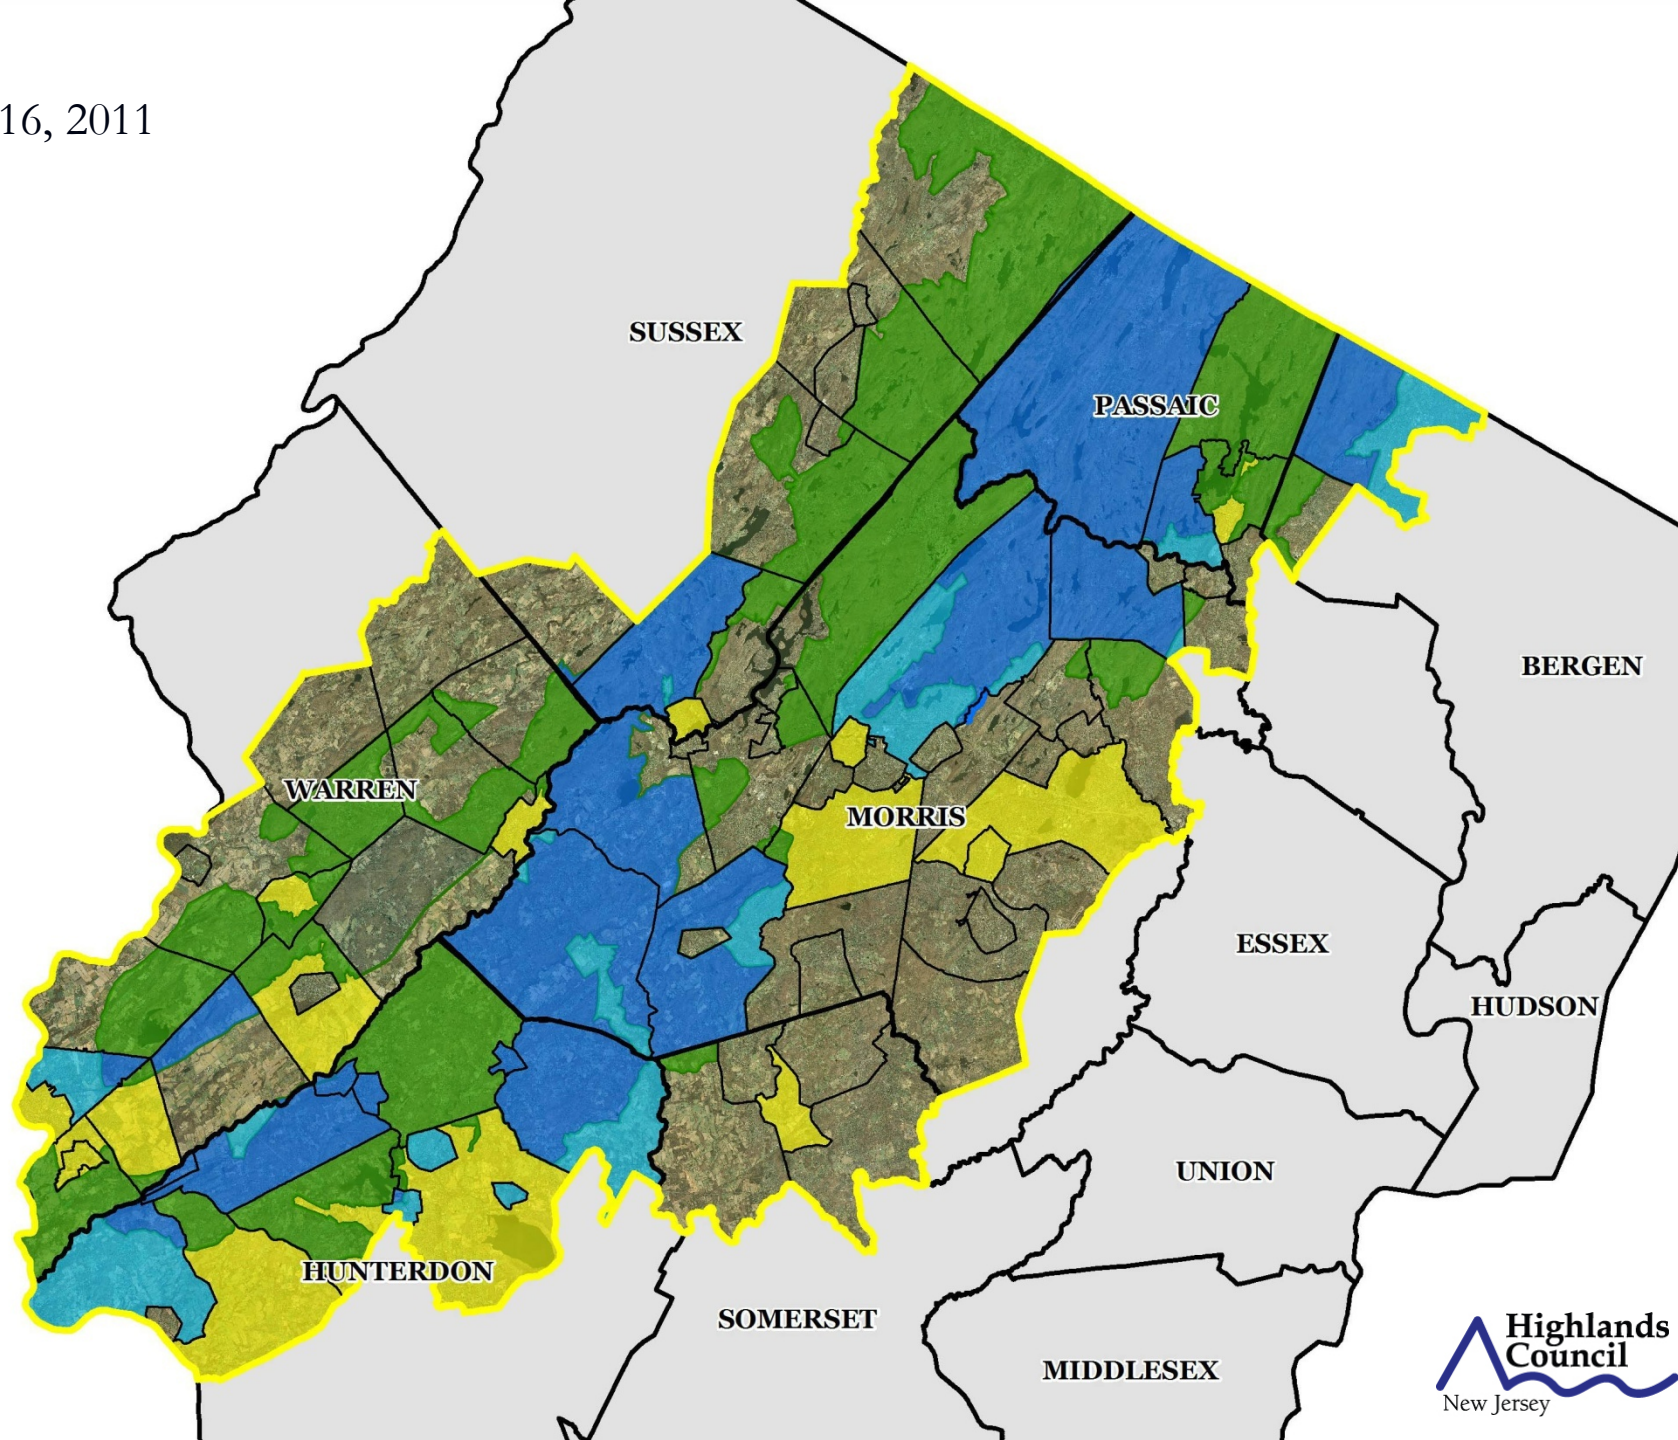 16, 2011
SUSSEX
PASSAIC
BERGEN
WARREN
MORRIS
ESSEX
HUDSON
UNION
HUNTERDON
SOMERSET
MIDDLESEX
Highlands
Council
New Jersey